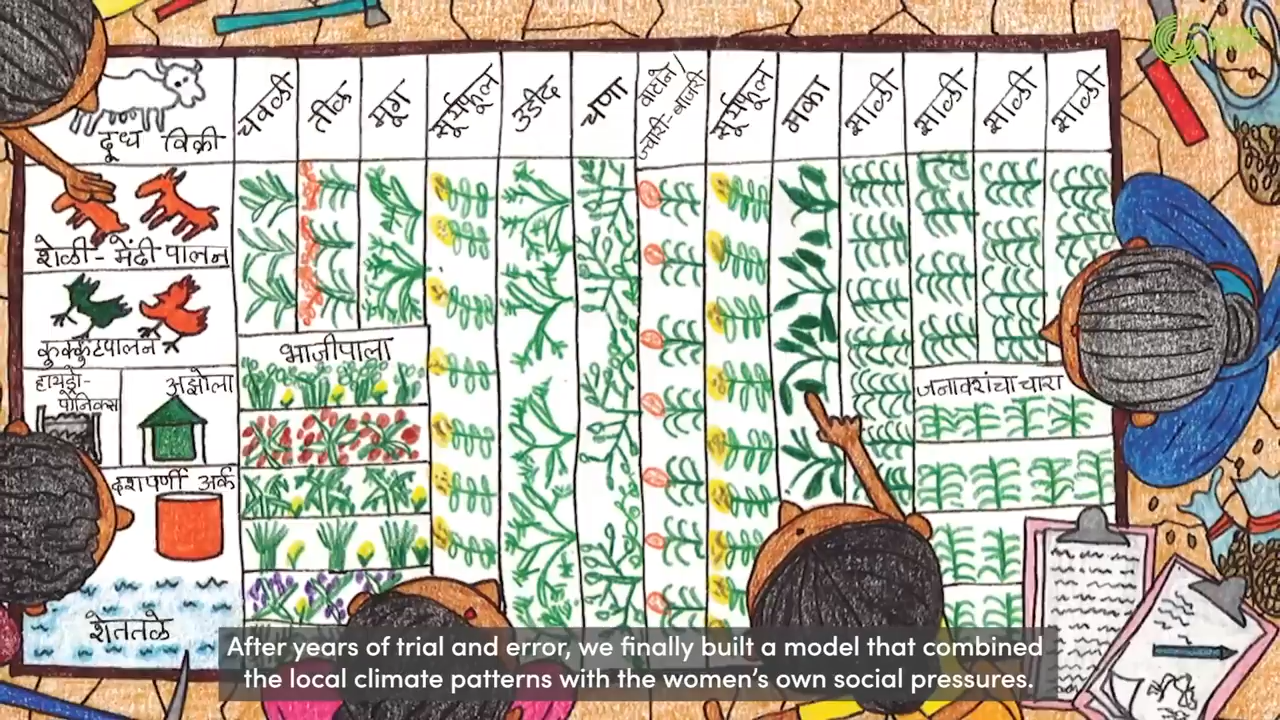 दूध विक्री
चवळी
तीळ
मूग
सूर्यफूल
उडीद
चणा
वाटाने /
ज्वारी-बाजरी
सूर्यफूल
मका
साळी
साळी
साळी
साळी
शेळी-मेंढी पालन
कुक्कुटपालन
हायड्रो-
पोनिक्स
अझोला
दशपर्णी अर्क
शेततळे
भाजीपाला
जनावरांचा चारा
After years of trial and error, we finally built a model that combined
the local climate patterns with the women's own social pressures.